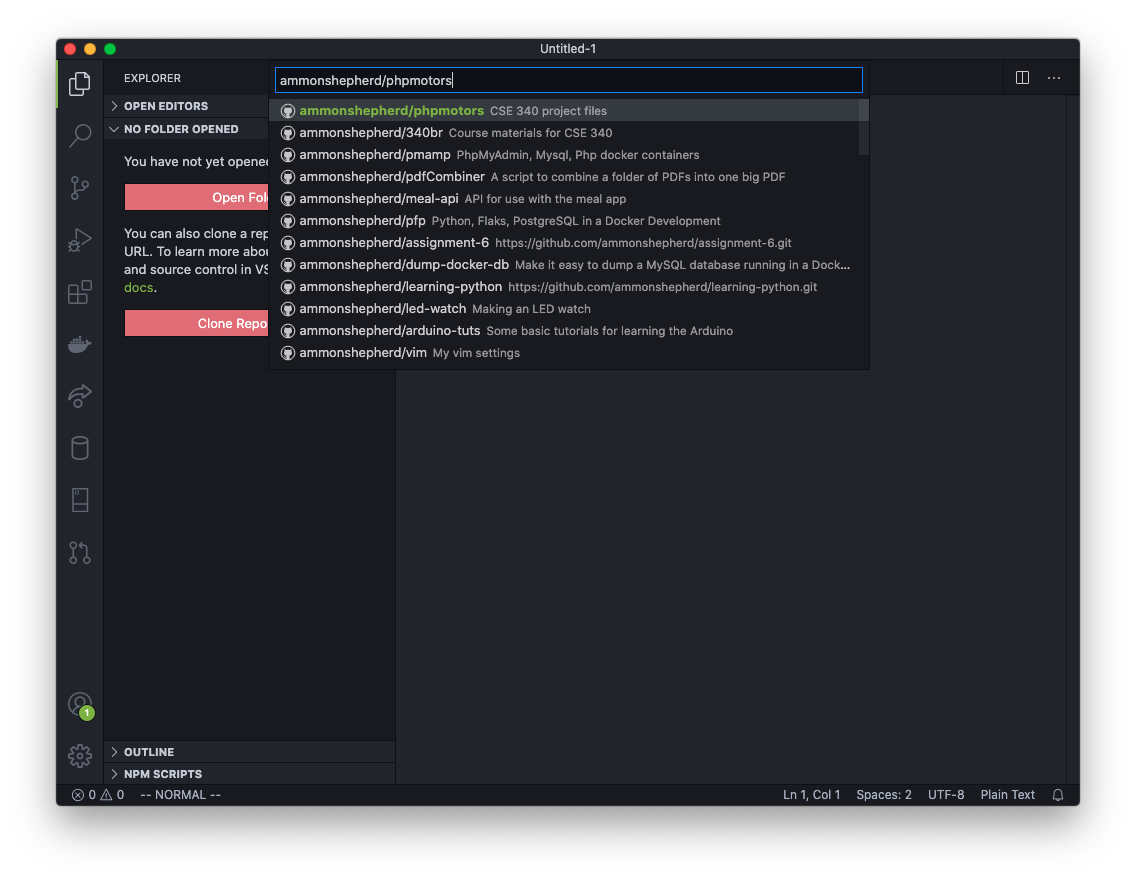 Untitled-1
EXPLORER
OPEN EDITORS
NO FOLDER OPENED
You have not yet opene
Open Fol
You can also clone a rep
URL. To learn more abou
and source control in VS
docs.
Clone Repo
ammonshepherd/phpmotors
ammonshepherd/phpmotors CSE 340 project files
ammonshepherd/340br Course materials for CSE 340
ammonshepherd/pmamp PhpMyAdmin, Mysql, Php docker containers
ammonshepherd/pdfCombiner A script to combine a folder of PDFs into one big PDF
ammonshepherd/meal-api API for use with the meal app
ammonshepherd/pfp Python, Flaks, PostgreSQL in a Docker Development
ammonshepherd/assignment-6 https://github.com/ammonshepherd/assignment-6.git
ammonshepherd/dump-docker-db Make it easy to dump a MySQL database running in a Dock...
ammonshepherd/learning-python https://github.com/ammonshepherd/learning-python.git
ammonshepherd/led-watch Making an LED watch
ammonshepherd/arduino-tuts Some basic tutorials for learning the Arduino
ammonshepherd/vim My vim settings
1
OUTLINE
NPM SCRIPTS
0 0 -- NORMAL --
Ln 1, Col 1 Spaces: 2 UTF-8 Plain Text